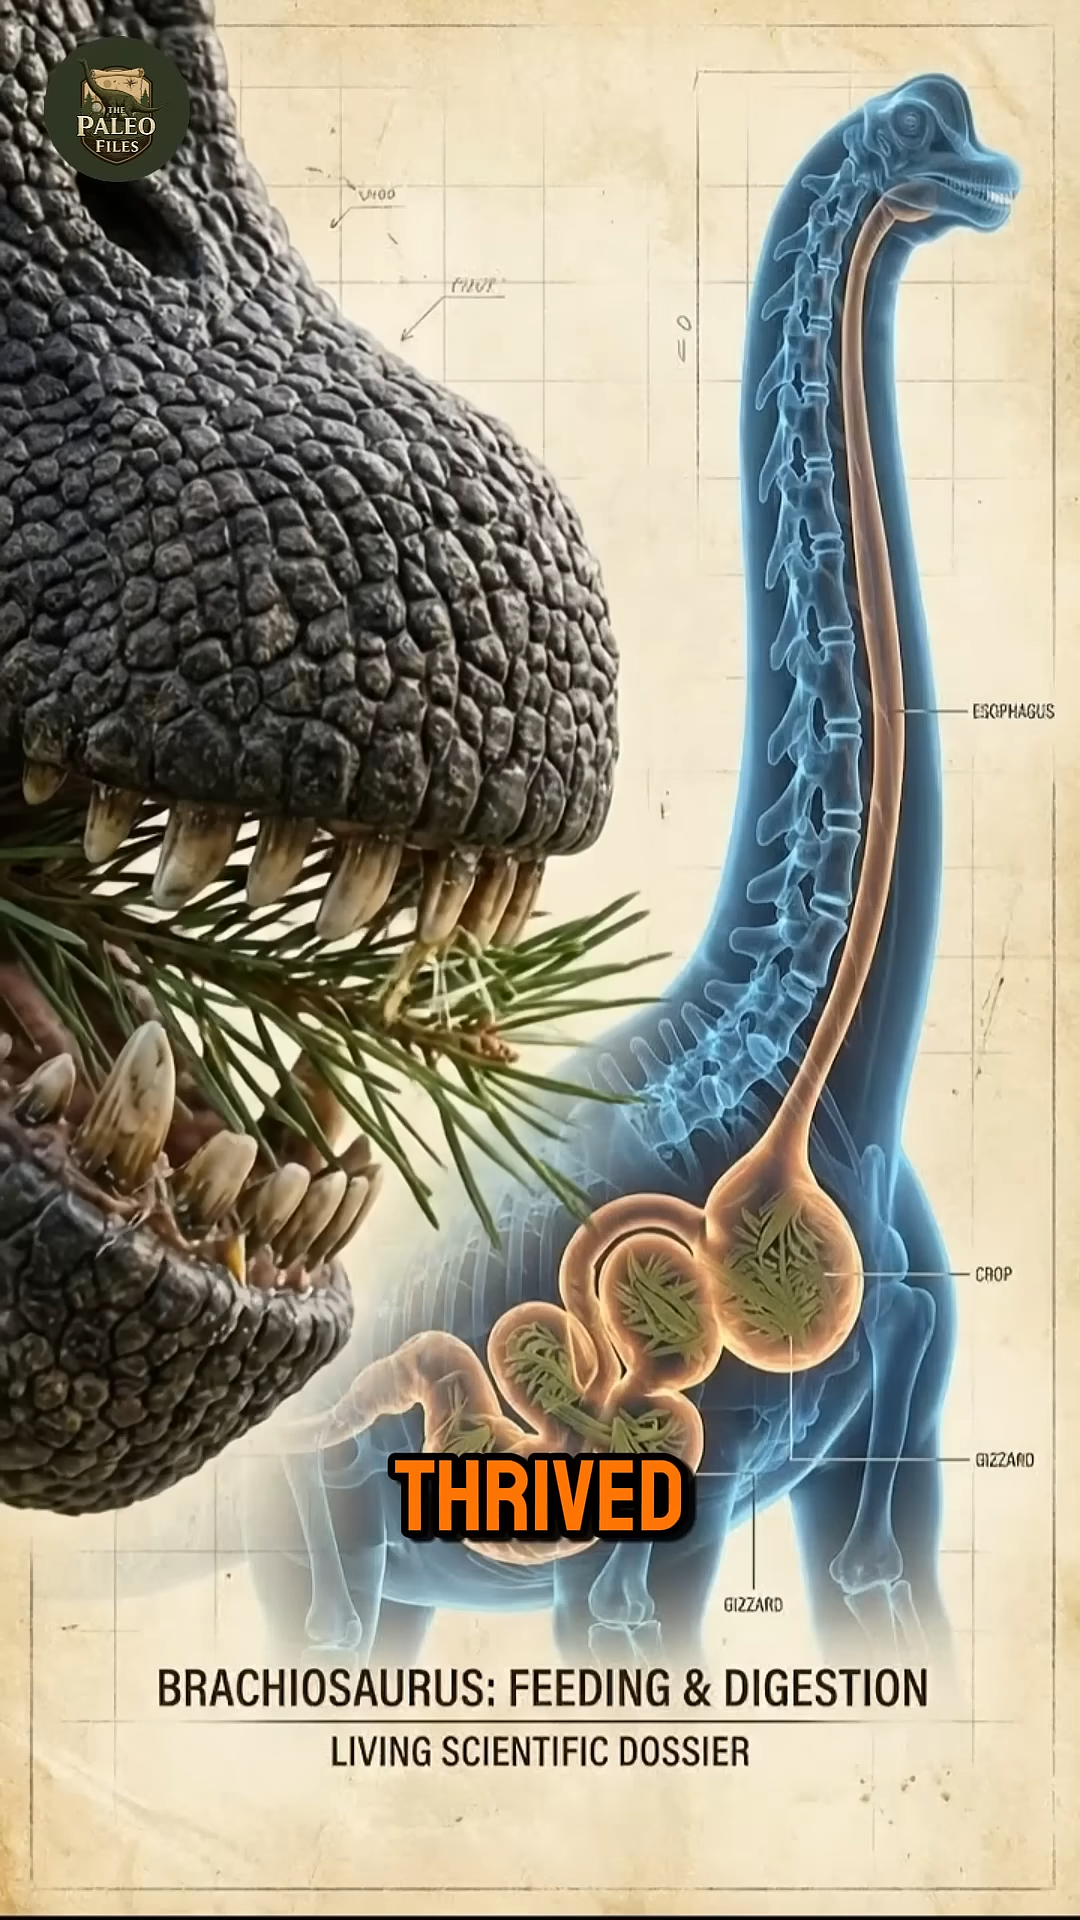 THE
PALEO
FILES
ESOPHAGUS
CROP
GIZZARD
THRIVED
GIZZARD
BRACHIOSAURUS: FEEDING & DIGESTION
LIVING SCIENTIFIC DOSSIER